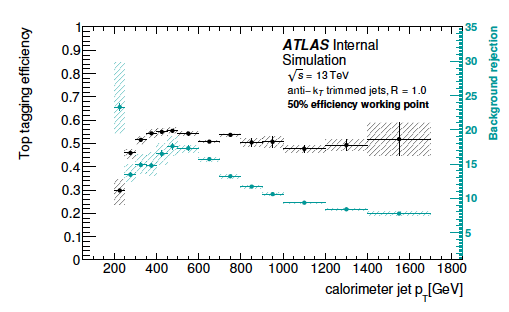 Top tagging efficiency
1
0.9
0.8
0.7
0.6
0.5
0.4
0.3
0.2
0.1
0
ATLAS Internal
Simulation
√s = 13 TeV
anti-kT trimmed jets, R = 1.0
50% efficiency working point
35
30
25
20
15
10
5
Background rejection
200 400 600 800 1000 1200 1400 1600 1800
calorimeter jet pT [GeV]